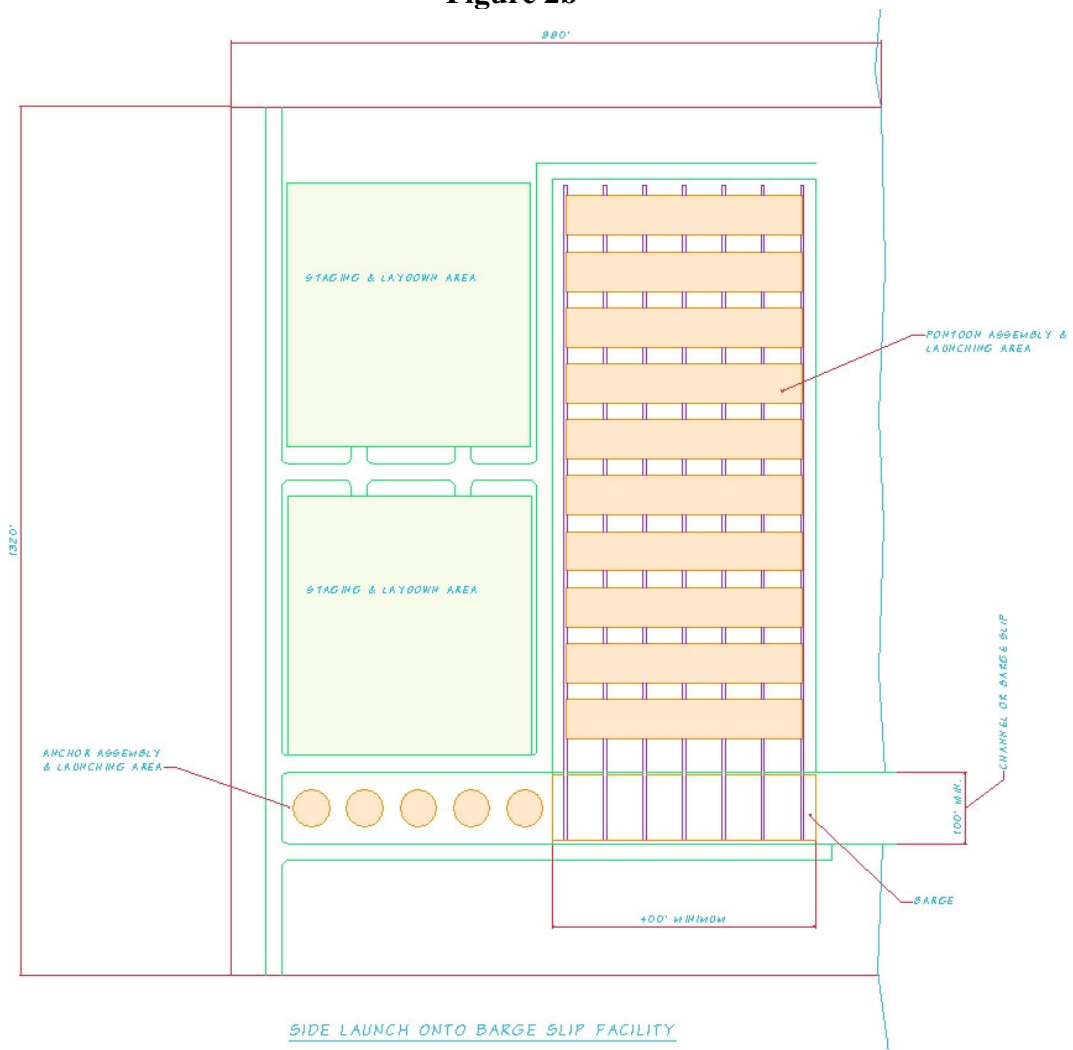 Figure 2b
990'
STAGING & LAYDOWN AREA
PONTOON ASSEMBLY &
LAUNCHING AREA
1320'
STAGING & LAYDOWN AREA
CHANNEL OR BARGE SLIP
ANCHOR ASSEMBLY
& LAUNCHING AREA
100' MIN.
BARGE
400' MINIMUM
SIDE LAUNCH ONTO BARGE SLIP FACILITY